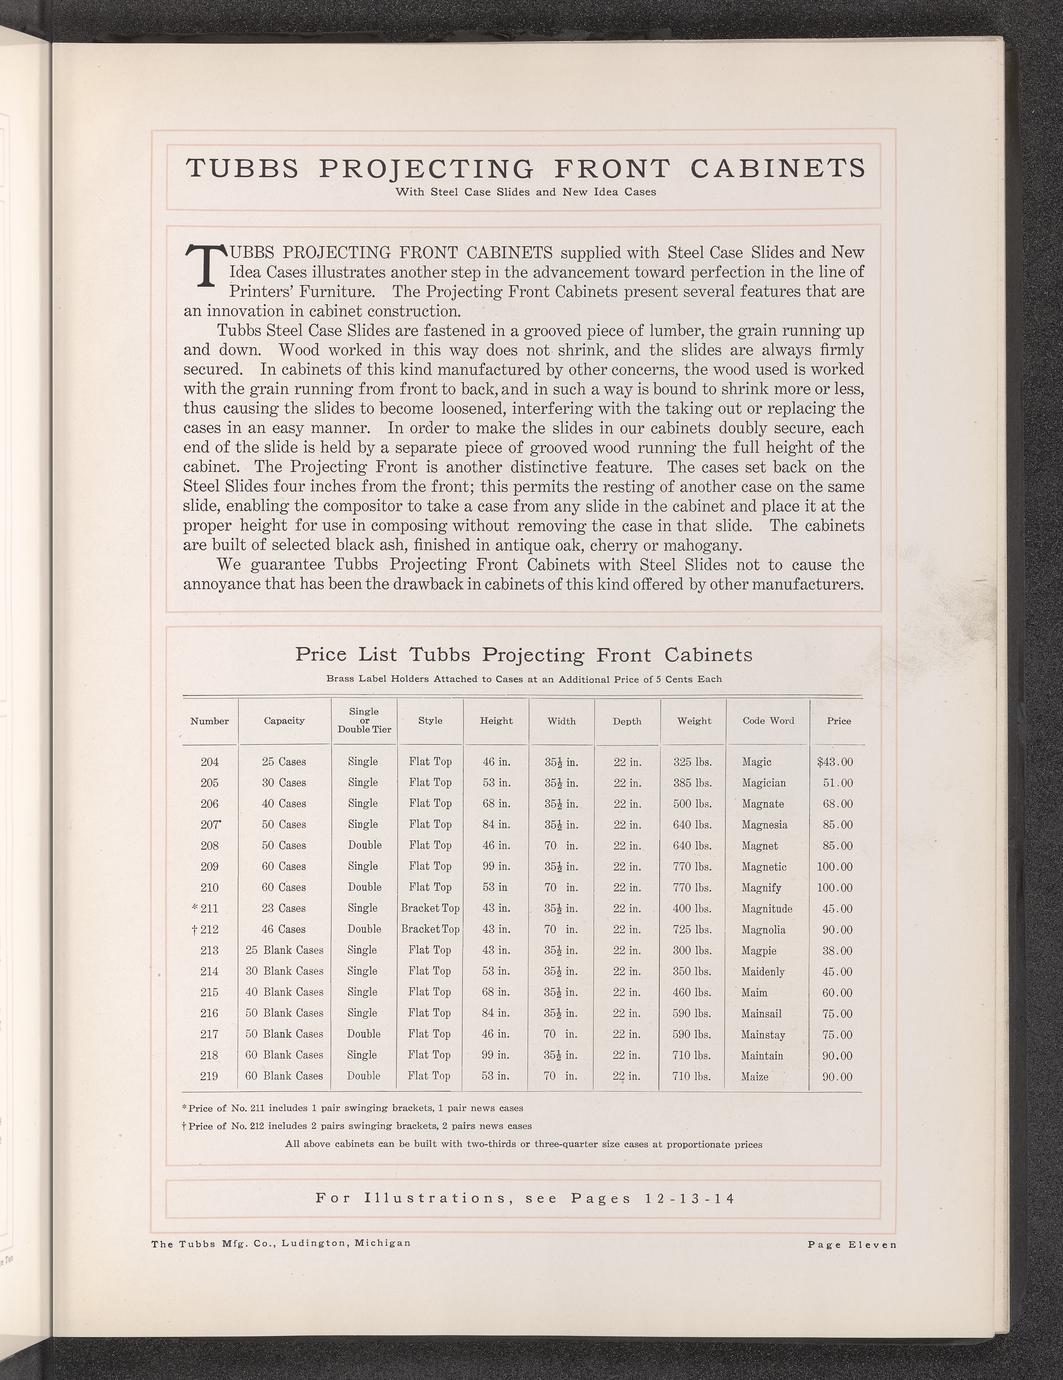 TUBBS PROJECTING FRONT CABINETS
With Steel Case Slides and New Idea Cases
TUBBS PROJECTING FRONT CABINETS supplied with Steel Case Slides and New
Idea Cases illustrates another step in the advancement toward perfection in the line of
Printers' Furniture. The Projecting Front Cabinets present several features that are
an innovation in cabinet construction.
Tubbs Steel Case Slides are fastened in a grooved piece of lumber, the grain running up
and down. Wood worked in this way does not shrink, and the slides are always firmly
secured. In cabinets of this kind manufactured by other concerns, the wood used is worked
with the grain running from front to back, and in such a way is bound to shrink more or less,
thus causing the slides to become loosened, interfering with the taking out or replacing the
cases in an easy manner. In order to make the slides in our cabinets doubly secure, each
end of the slide is held by a separate piece of grooved wood running the full height of the
cabinet. The Projecting Front is another distinctive feature. The cases set back on the
Steel Slides four inches from the front; this permits the resting of another case on the same
slide, enabling the compositor to take a case from any slide in the cabinet and place it at the
proper height for use in composing without removing the case in that slide. The cabinets
are built of selected black ash, finished in antique oak, cherry or mahogany.
We guarantee Tubbs Projecting Front Cabinets with Steel Slides not to cause the
annoyance that has been the drawback in cabinets of this kind offered by other manufacturers.
Price List Tubbs Projecting Front Cabinets
Brass Label Holders Attached to Cases at an Additional Price of 5 Cents Each
Number Capacity Single or Double Tier Style Height Width Depth Weight Code Word Price
204 25 Cases Single Flat Top 46 in. 35½ in. 22 in. 325 lbs. Magic $43.00
205 30 Cases Single Flat Top 53 in. 35½ in. 22 in. 385 lbs. Magician 51.00
206 40 Cases Single Flat Top 68 in. 35½ in. 22 in. 500 lbs. Magnate 68.00
207 50 Cases Single Flat Top 84 in. 35½ in. 22 in. 640 lbs. Magnesia 85.00
208 50 Cases Double Flat Top 46 in. 70 in. 22 in. 640 lbs. Magnet 85.00
209 60 Cases Single Flat Top 99 in. 35½ in. 22 in. 770 lbs. Magnetic 100.00
210 60 Cases Double Flat Top 53 in 70 in. 22 in. 770 lbs. Magnify 100.00
*211 23 Cases Single Bracket Top 43 in. 35½ in. 22 in. 400 lbs. Magnitude 45.00
†212 46 Cases Double Bracket Top 43 in. 70 in. 22 in. 725 lbs. Magnolia 90.00
213 25 Blank Cases Single Flat Top 43 in. 35½ in. 22 in. 300 lbs. Magpie 38.00
214 30 Blank Cases Single Flat Top 53 in. 35½ in. 22 in. 350 lbs. Maidenly 45.00
215 40 Blank Cases Single Flat Top 68 in. 35½ in. 22 in. 460 lbs. Maim 60.00
216 50 Blank Cases Single Flat Top 84 in. 35½ in. 22 in. 590 lbs. Mainsail 75.00
217 50 Blank Cases Double Flat Top 46 in. 70 in. 22 in. 590 lbs. Mainstay 75.00
218 60 Blank Cases Single Flat Top 99 in. 35½ in. 22 in. 710 lbs. Maintain 90.00
219 60 Blank Cases Double Flat Top 53 in. 70 in. 22 in. 710 lbs. Maize 90.00
*Price of No. 211 includes 1 pair swinging brackets, 1 pair news cases
†Price of No. 212 includes 2 pairs swinging brackets, 2 pairs news cases
All above cabinets can be built with two-thirds or three-quarter size cases at proportionate prices
For Illustrations, see Pages 12-13-14
The Tubbs Mfg. Co., Ludington, Michigan
Page Eleven